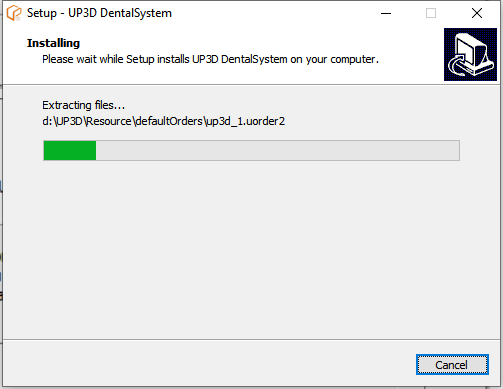 Setup - UP3D DentalSystem
Installing
Please wait while Setup installs UP3D DentalSystem on your computer.
Extracting files...
d:\UP3D\Resource\defaultOrders\up3d_1.uorder2
Cancel